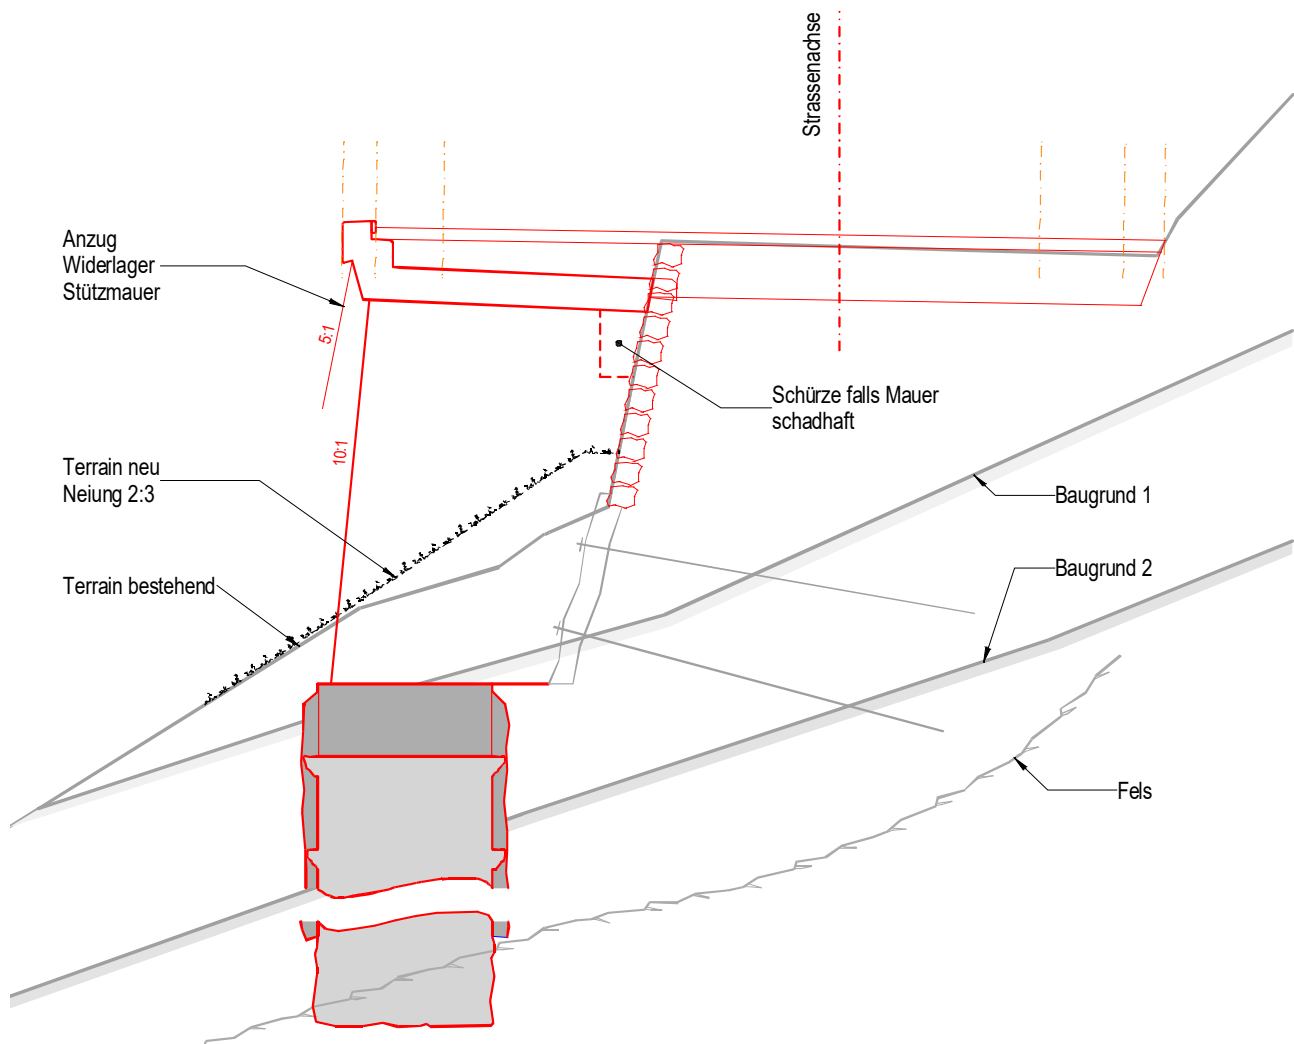 Strassenachse
Anzug
Widerlager
Stützmauer
5:1
Schürze falls Mauer
schadhaft
10:1
Terrain neu
Neiung 2:3
Baugrund 1
Terrain bestehend
Baugrund 2
Fels